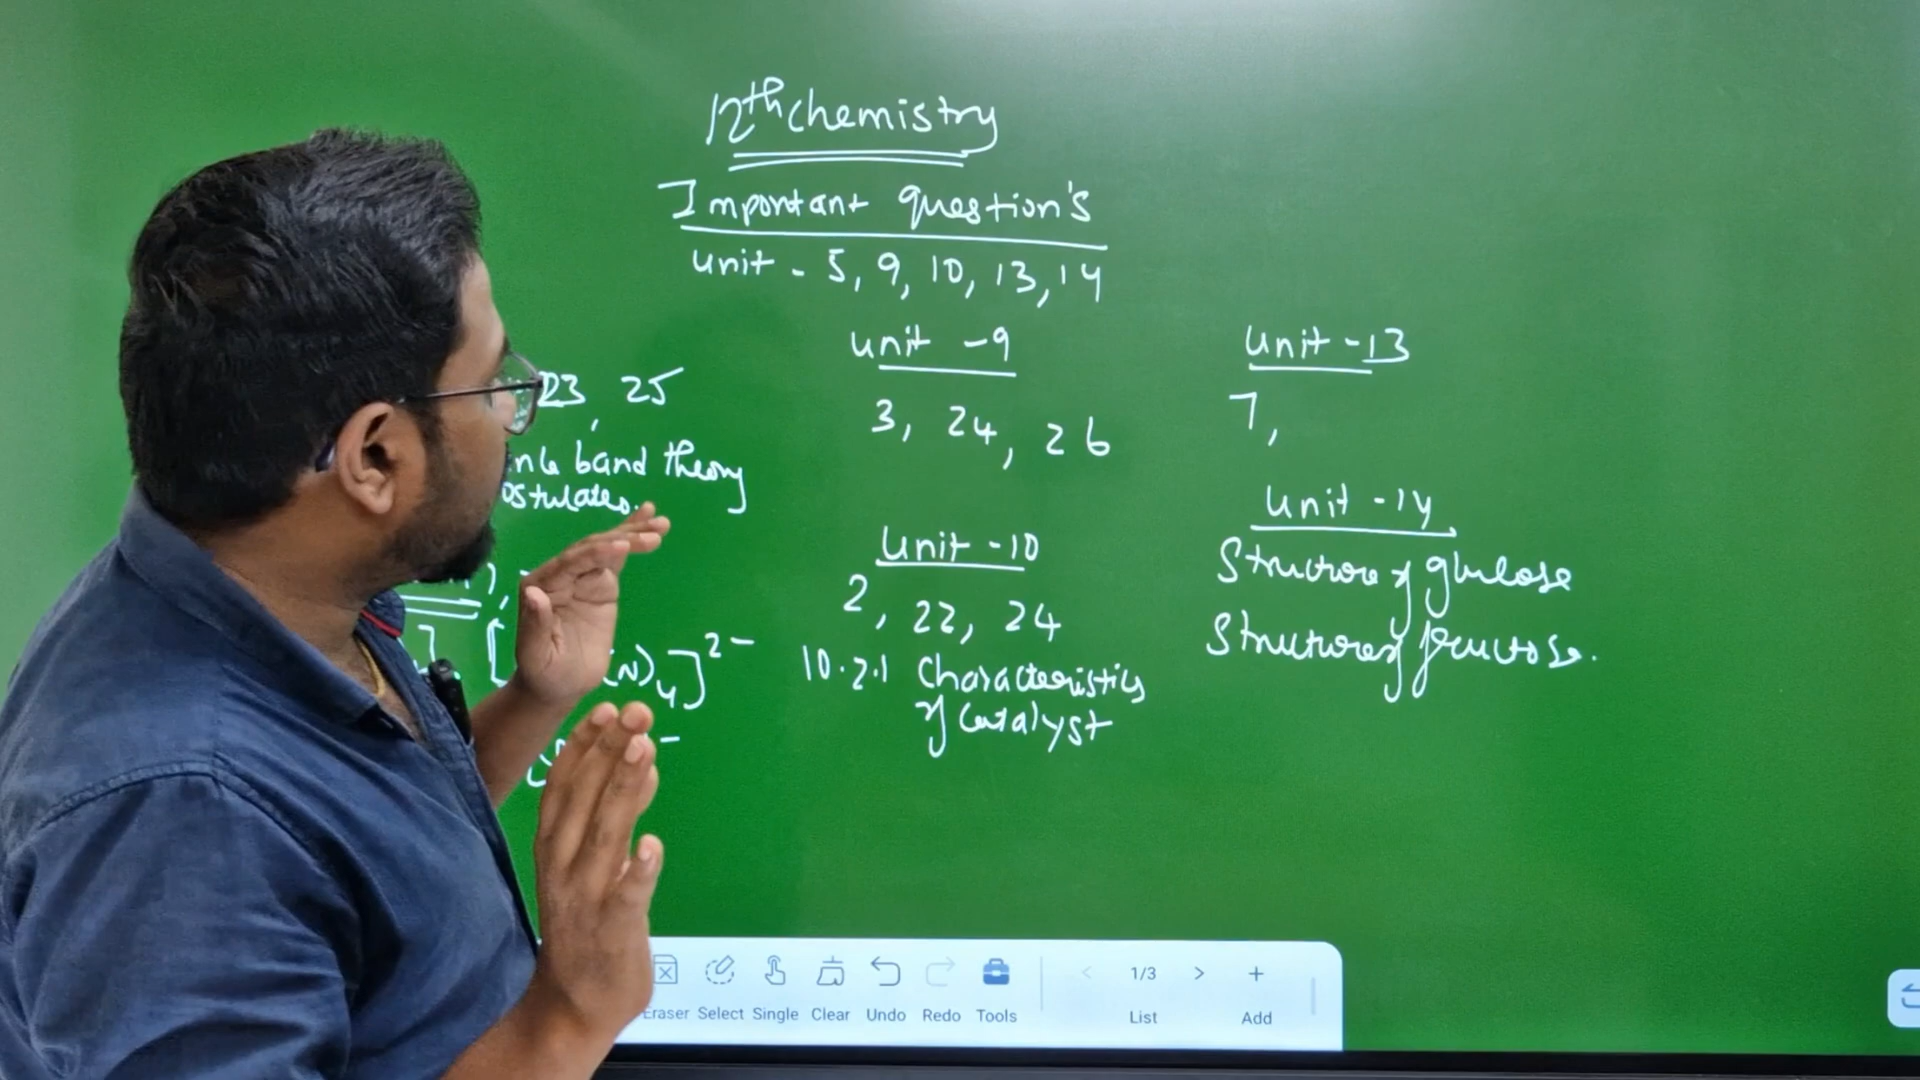 12th chemistry
Important question's
unit - 5, 9, 10, 13, 14
23, 25
band theory
unit - 9
3, 24, 26
unit - 10
2, 22, 24
10.2.1 Characteristics
of Catalyst
unit - 13
7,
unit - 14
Structure of glucose
Structure of fructose.
]2-
Eraser Select Single Clear Undo Redo Tools
1/3
List
Add